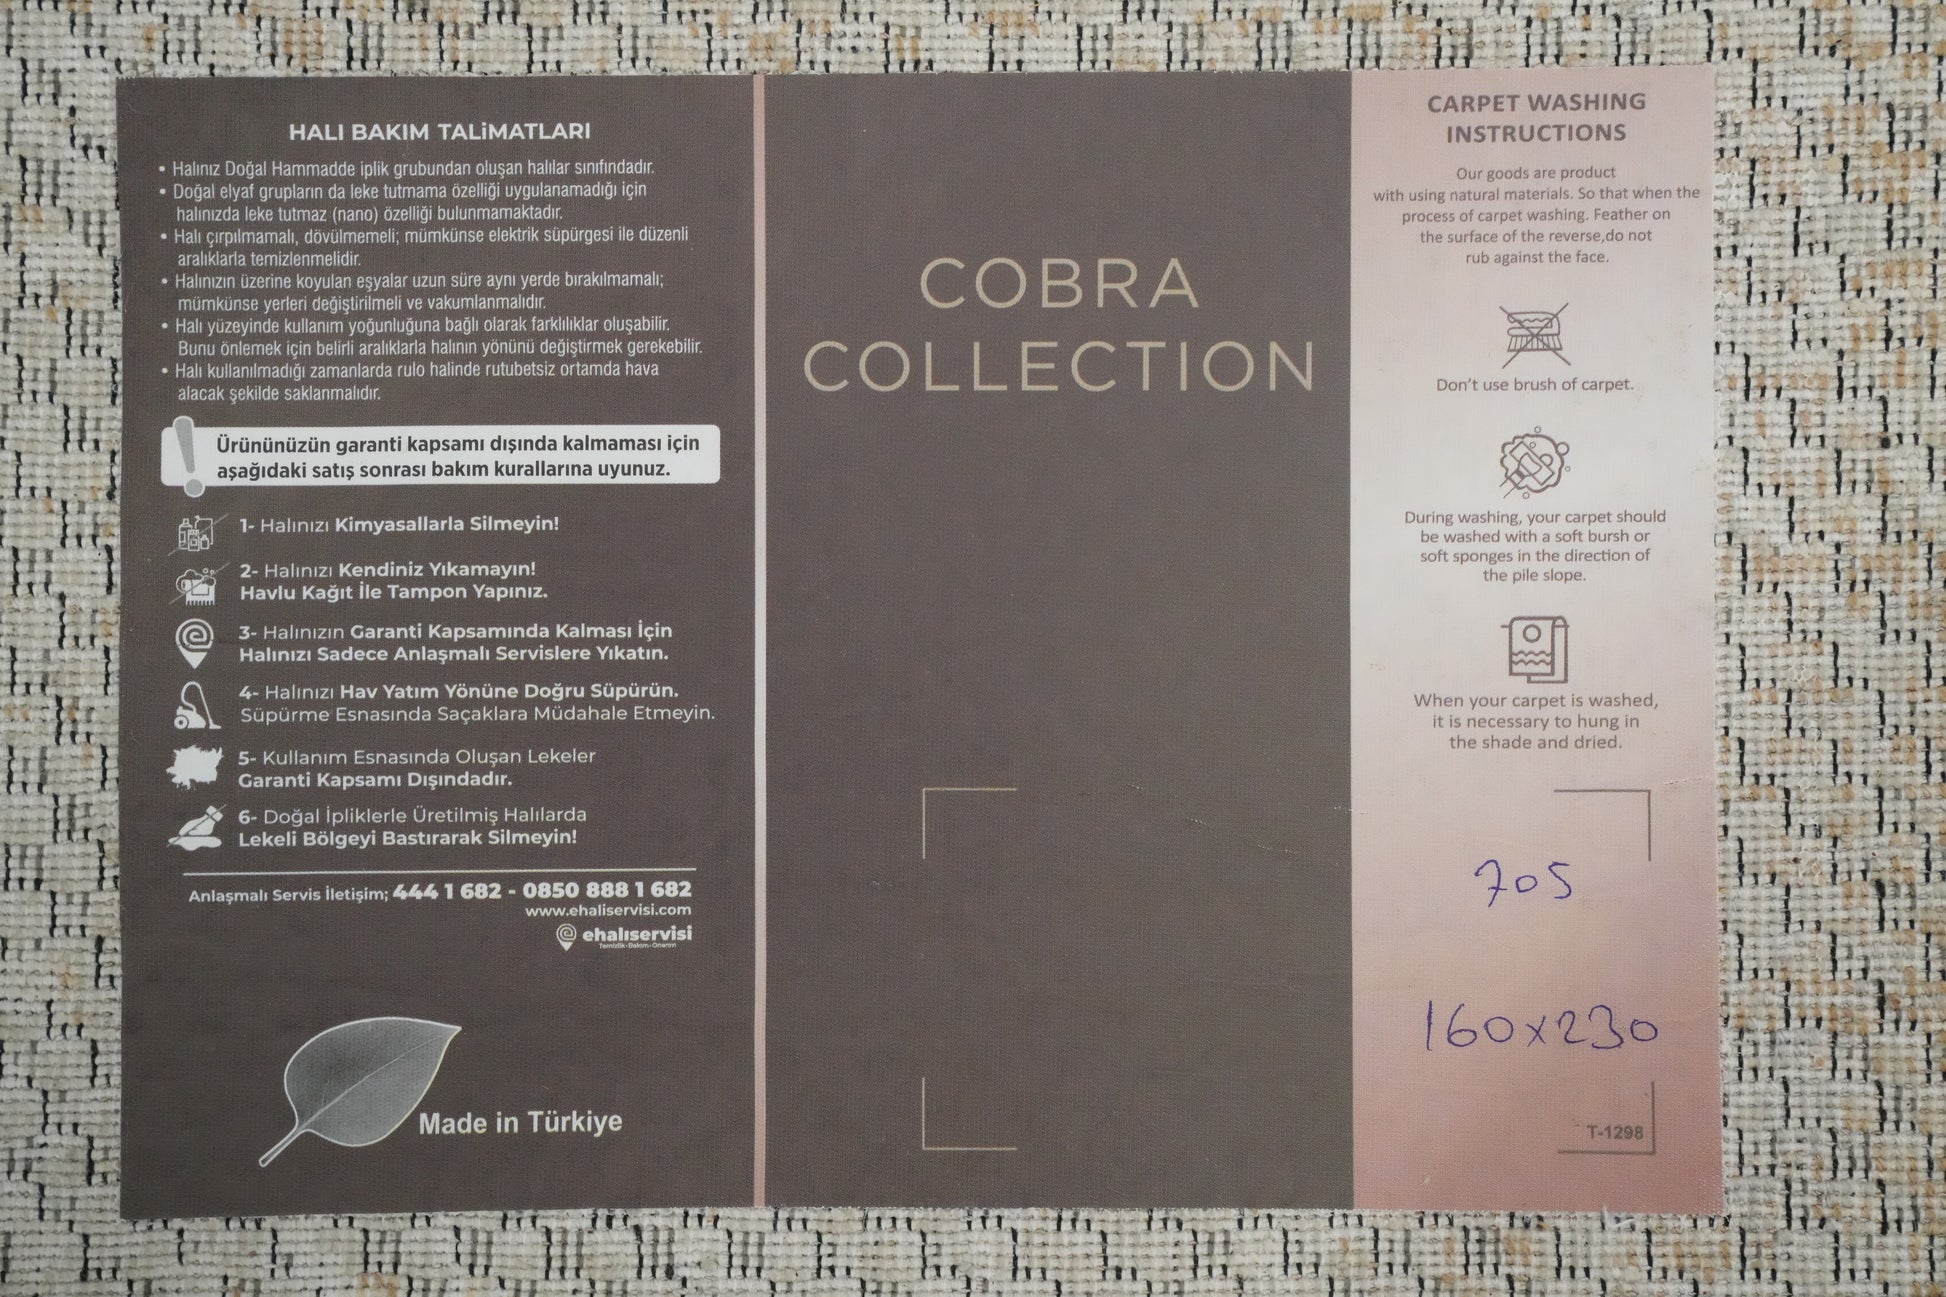 HALI BAKIM TALİMATLARI
• Halınız Doğal Hammadde iplik grubundan oluşan halılar sınıfındadır.
• Doğal elyaf grupların da leke tutmama özelliği uygulanamadığı için
halınızda leke tutmaz (nano) özelliği bulunmamaktadır.
• Halı çırpılmamalı, dövülmemeli; mümkünse elektrik süpürgesi ile düzenli
aralıklarla temizlenmelidir.
• Halınızın üzerine koyulan eşyalar uzun süre aynı yerde bırakılmamalı;
mümkünse yerleri değiştirilmeli ve vakumlanmalıdır.
• Halı yüzeyinde kullanım yoğunluğuna bağlı olarak farklılıklar oluşabilir.
Bunu önlemek için belirli aralıklarla halının yönünü değiştirmek gerekebilir.
• Halı kullanılmadığı zamanlarda rulo halinde rutubetsiz ortamda hava
alacak şekilde saklanmalıdır.
Ürününüzün garanti kapsamı dışında kalmaması için
aşağıdaki satış sonrası bakım kurallarına uyunuz.
1- Halınızı Kimyasallarla Silmeyin!
2- Halınızı Kendiniz Yıkamayın!
Havlu Kağıt İle Tampon Yapınız.
3- Halınızın Garanti Kapsamında Kalması İçin
Halınızı Sadece Anlaşmalı Servislere Yıkatın.
4- Halınızı Hav Yatım Yönüne Doğru Süpürün.
Süpürme Esnasında Saçaklara Müdahale Etmeyin.
5- Kullanım Esnasında Oluşan Lekeler
Garanti Kapsamı Dışındadır.
6- Doğal İpliklerle Üretilmiş Halılarda
Lekeli Bölgeyi Bastırarak Silmeyin!
Anlaşmalı Servis İletişim; 444 1 682 - 0850 888 1 682
www.ehaliservisi.com
ehalıservisi
Temizlik-Bakım-Onarım
Made in Türkiye
COBRA
COLLECTION
CARPET WASHING
INSTRUCTIONS
Our goods are product
with using natural materials. So that when the
process of carpet washing. Feather on
the surface of the reverse,do not
rub against the face.
Don't use brush of carpet.
During washing, your carpet should
be washed with a soft bursh or
soft sponges in the direction of
the pile slope.
When your carpet is washed,
it is necessary to hung in
the shade and dried.
705
160x230
T-1298